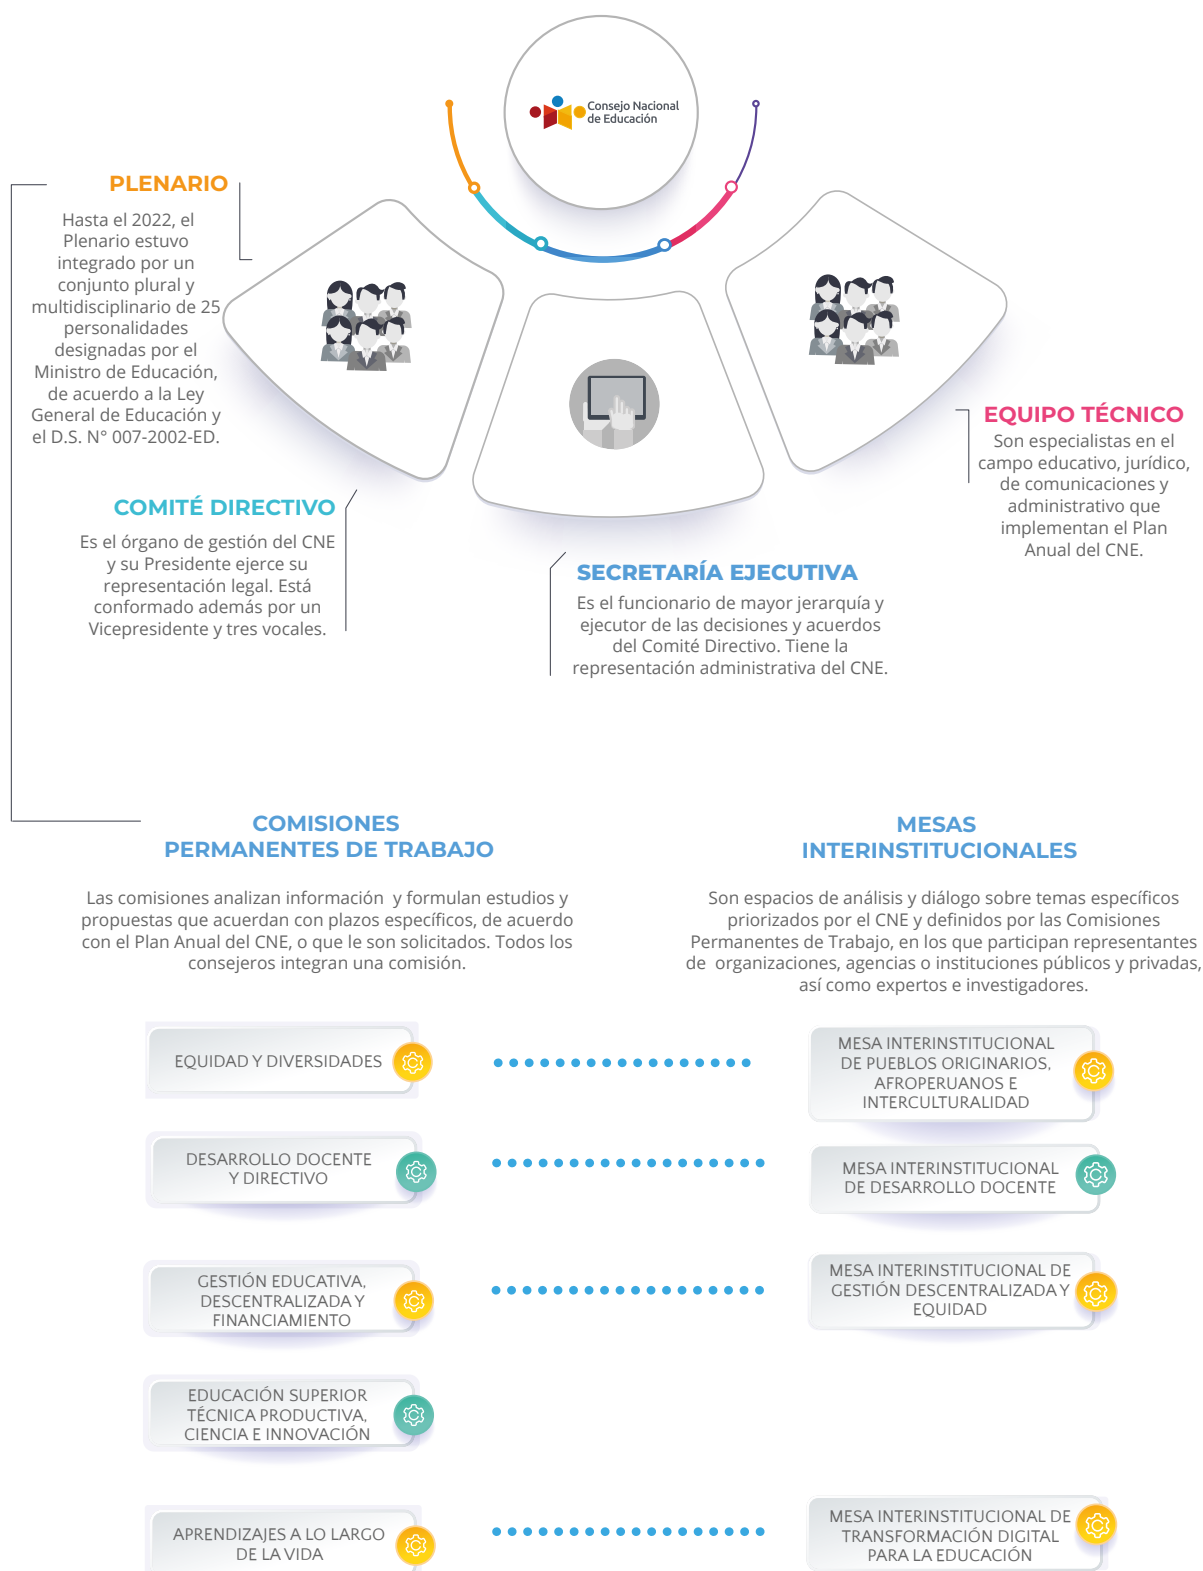 Consejo Nacional
de Educación
PLENARIO
Hasta el 2022, el
Plenario estuvo
integrado por un
conjunto plural y
multidisciplinario de 25
personalidades
designadas por el
Ministro de Educación,
de acuerdo a la Ley
General de Educación y
el D.S. N° 007-2002-ED.
COMITÉ DIRECTIVO
Es el órgano de gestión del CNE
y su Presidente ejerce su
representación legal. Está
conformado además por un
Vicepresidente y tres vocales.
SECRETARÍA EJECUTIVA
Es el funcionario de mayor jerarquía y
ejecutor de las decisiones y acuerdos
del Comité Directivo. Tiene la
representación administrativa del CNE.
EQUIPO TÉCNICO
Son especialistas en el
campo educativo, jurídico,
de comunicaciones y
administrativo que
implementan el Plan
Anual del CNE.
COMISIONES
PERMANENTES DE TRABAJO
Las comisiones analizan información y formulan estudios y
propuestas que acuerdan con plazos específicos, de acuerdo
con el Plan Anual del CNE, o que le son solicitados. Todos los
consejeros integran una comisión.
MESAS
INTERINSTITUCIONALES
Son espacios de análisis y diálogo sobre temas específicos
priorizados por el CNE y definidos por las Comisiones
Permanentes de Trabajo, en los que participan representantes
de organizaciones, agencias o instituciones públicos y privadas,
así como expertos e investigadores.
EQUIDAD Y DIVERSIDADES
MESA INTERINSTITUCIONAL
DE PUEBLOS ORIGINARIOS,
AFROPERUANOS E
INTERCULTURALIDAD
DESARROLLO DOCENTE
Y DIRECTIVO
MESA INTERINSTITUCIONAL
DE DESARROLLO DOCENTE
GESTIÓN EDUCATIVA,
DESCENTRALIZADA Y
FINANCIAMIENTO
MESA INTERINSTITUCIONAL DE
GESTIÓN DESCENTRALIZADA Y
EQUIDAD
EDUCACIÓN SUPERIOR
TÉCNICA PRODUCTIVA,
CIENCIA E INNOVACIÓN
APRENDIZAJES A LO LARGO
DE LA VIDA
MESA INTERINSTITUCIONAL DE
TRANSFORMACIÓN DIGITAL
PARA LA EDUCACIÓN